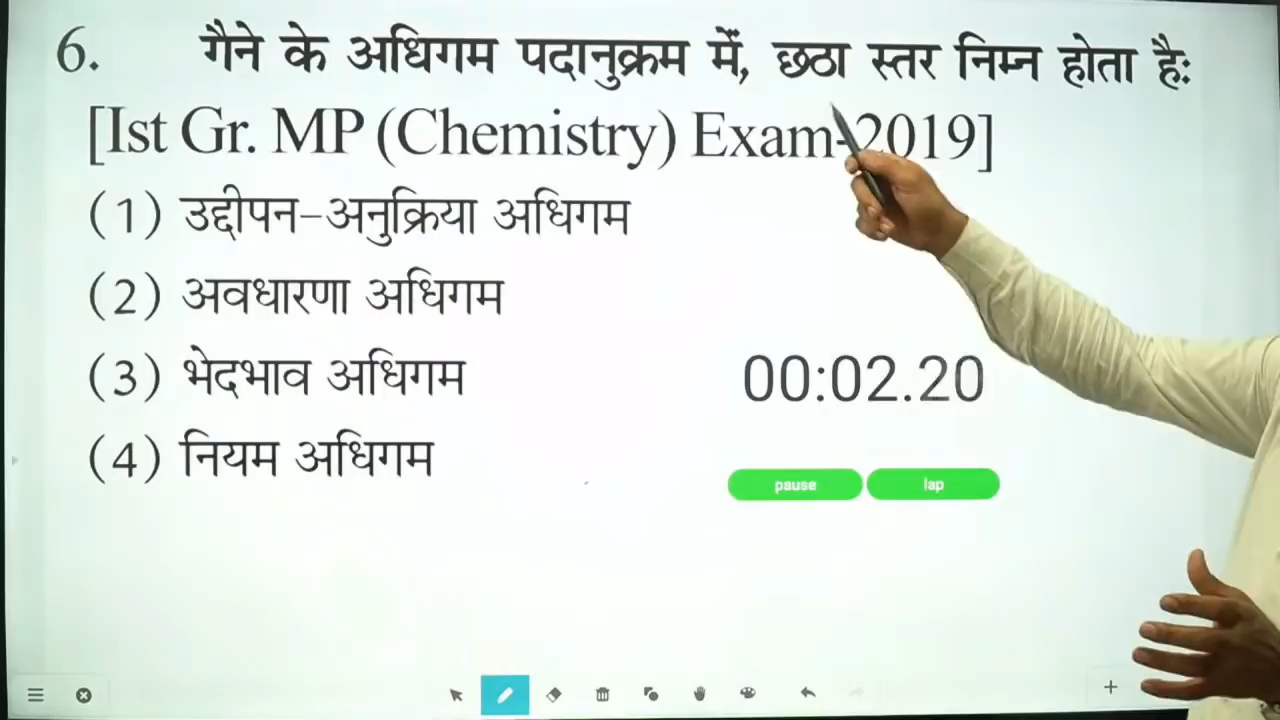 6. गैने के अधिगम पदानुक्रम में, छठा स्तर निम्न होता हैः
[Ist Gr. MP (Chemistry) Exam-2019]
(1) उद्दीपन-अनुक्रिया अधिगम
(2) अवधारणा अधिगम
(3) भेदभाव अधिगम
(4) नियम अधिगम
00:02.20
pause lap